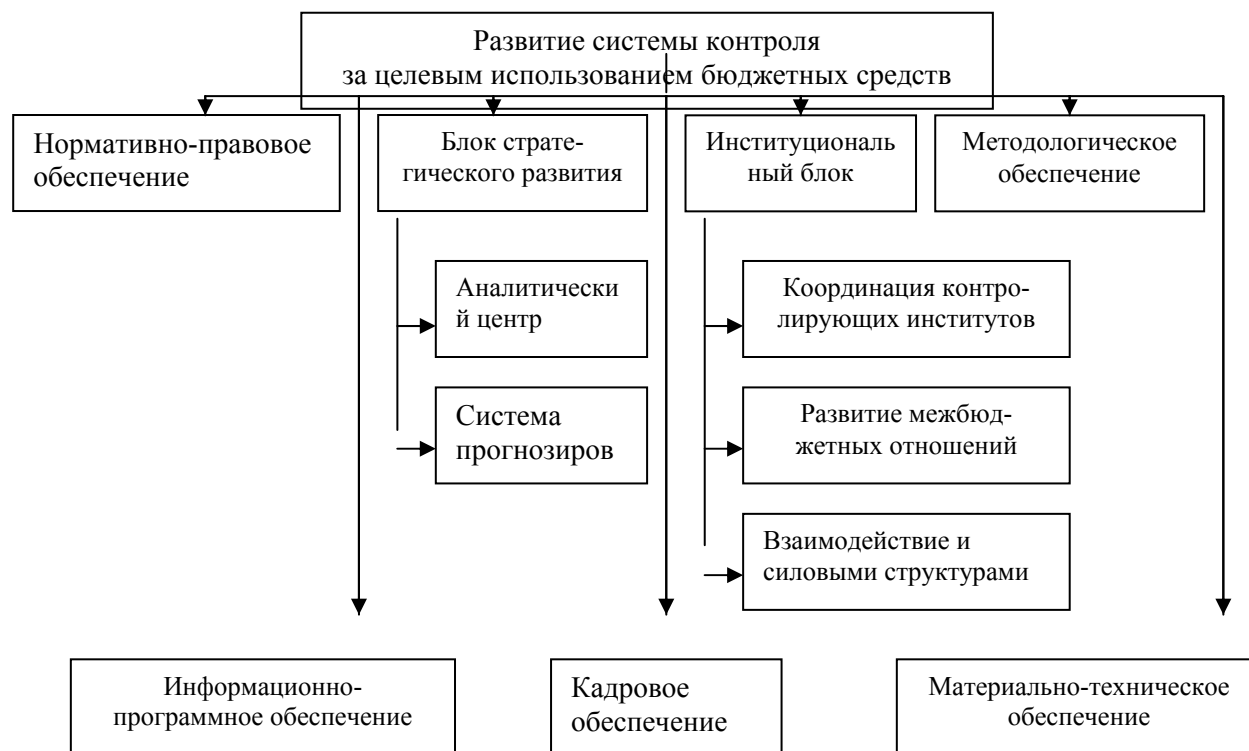 Развитие системы контроля
за целевым использованием бюджетных средств
Нормативно-правовое
обеспечение
Блок страте-
гического развития
Институциональ
ный блок
Методологическое
обеспечение
Аналитически
й центр
Система
прогнозиров
Координация контро-
лирующих институтов
Развитие межбюд-
жетных отношений
Взаимодействие и
силовыми структурами
Информационно-
программное обеспечение
Кадровое
обеспечение
Материально-техническое
обеспечение